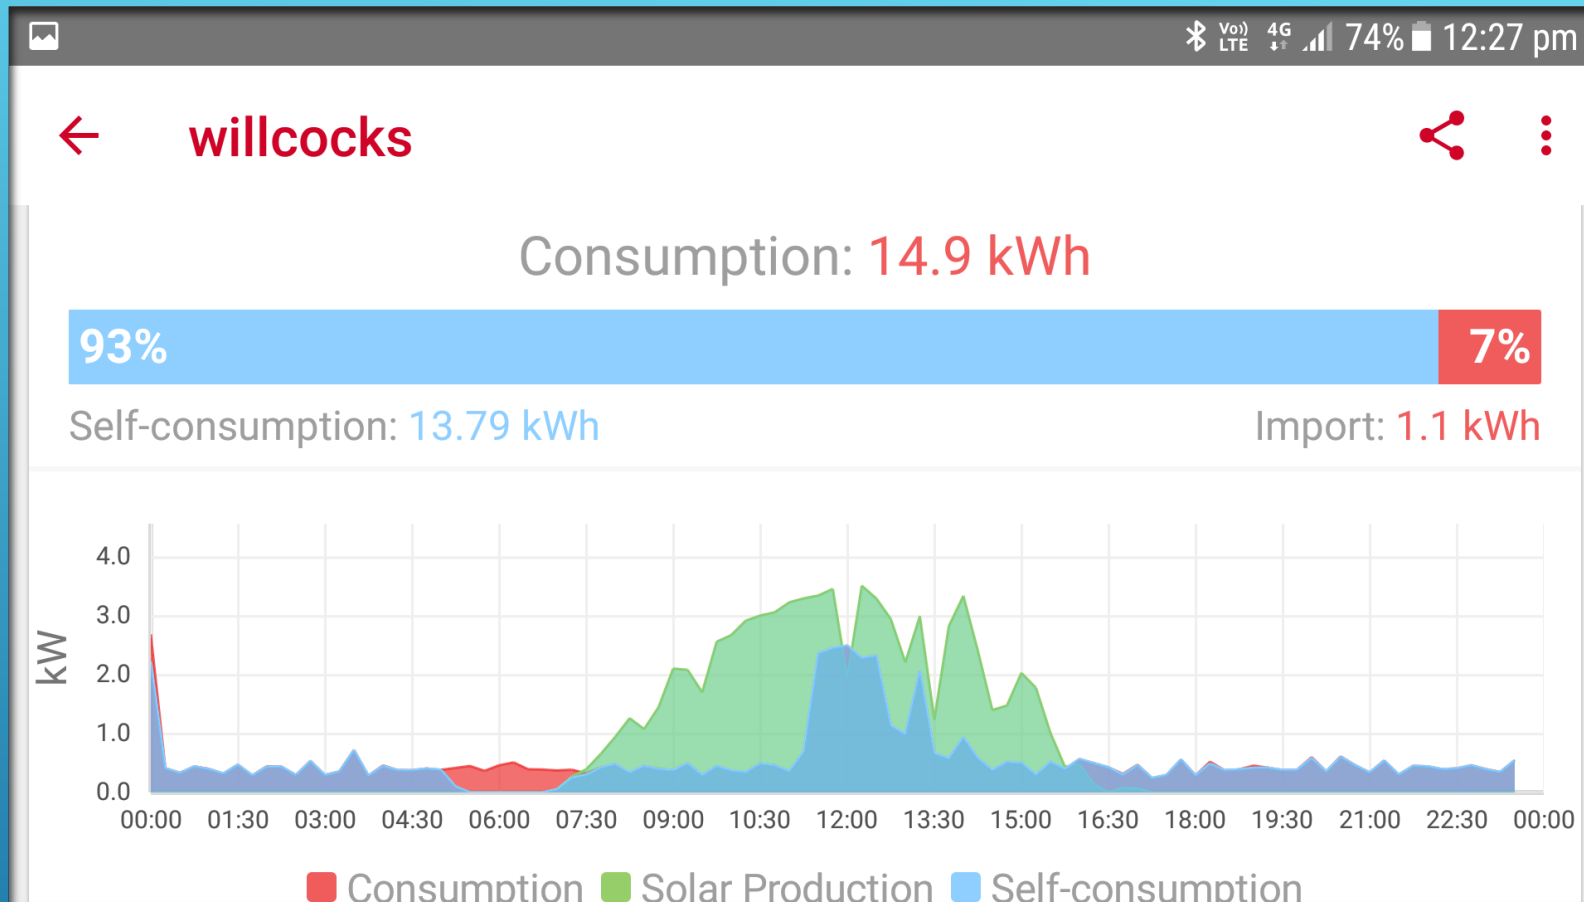 Vo)) LTE 4G 74% 12:27 pm
willcocks
Consumption: 14.9 kWh
93% 7%
Self-consumption: 13.79 kWh Import: 1.1 kWh
kW
4.0
3.0
2.0
1.0
0.0
00:00 01:30 03:00 04:30 06:00 07:30 09:00 10:30 12:00 13:30 15:00 16:30 18:00 19:30 21:00 22:30 00:00
Consumption Solar Production Self-consumption